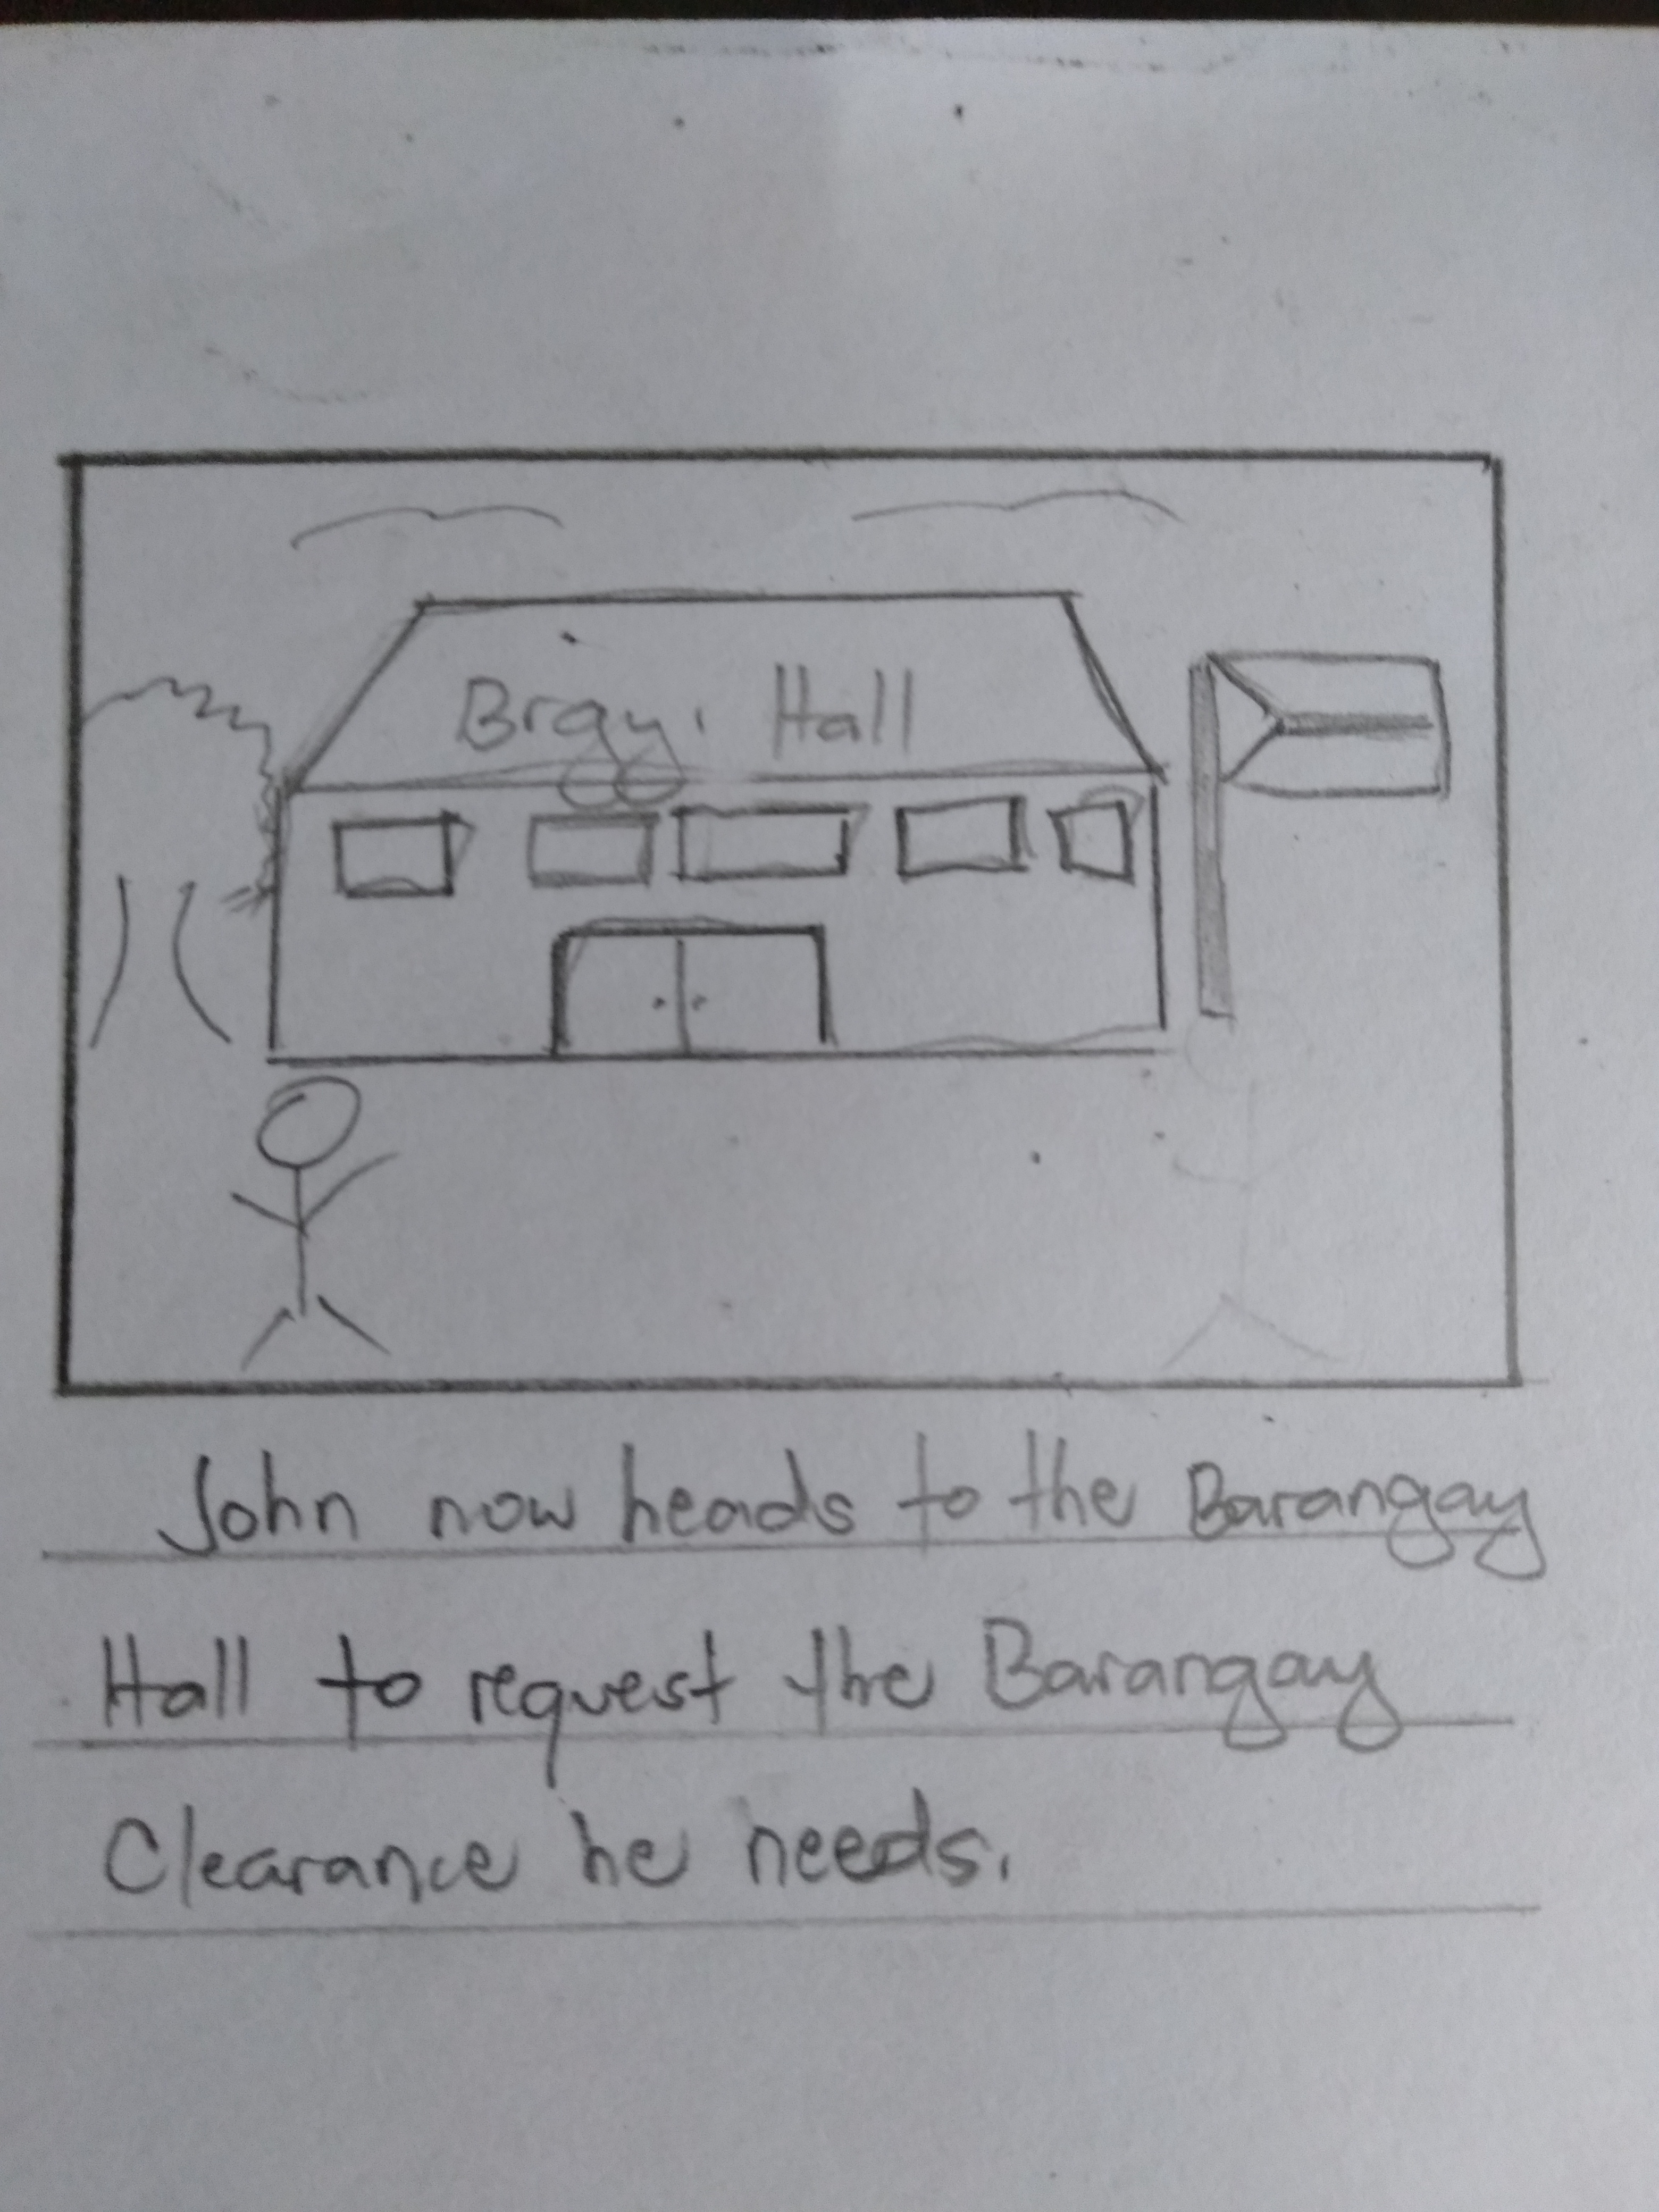 Brgy. Hall
John now heads to the Barangay
Hall to request the Barangay
Clearance he needs.